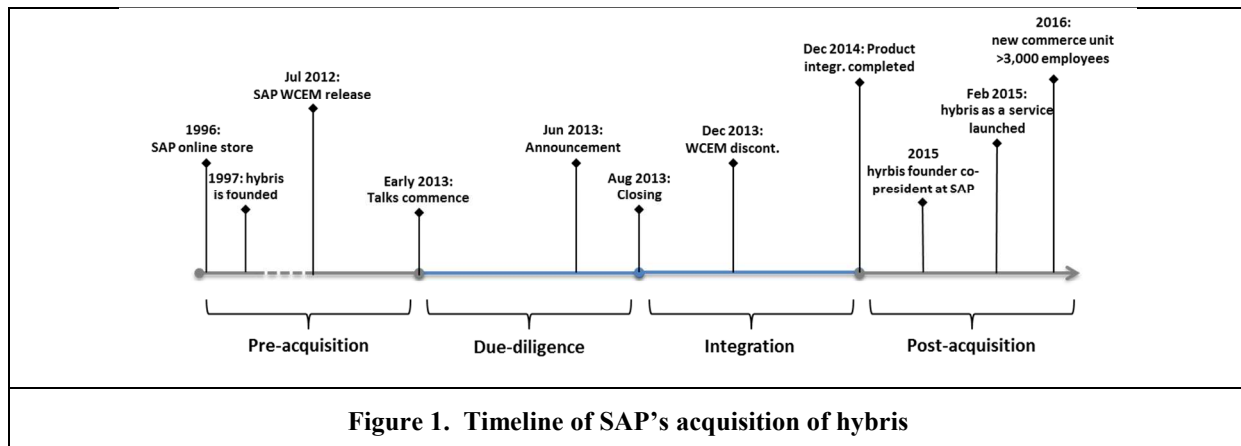 1996:
SAP online store
1997: hybris
is founded
Jul 2012:
SAP WCEM release
Early 2013:
Talks commence
Jun 2013:
Announcement
Aug 2013:
Closing
Dec 2013:
WCEM discont.
Dec 2014: Product
integr. completed
2015
hyrbis founder co-
president at SAP
Feb 2015:
hybris as a service
launched
2016:
new commerce unit
>3,000 employees
Pre-acquisition
Due-diligence
Integration
Post-acquisition
Figure 1. Timeline of SAP's acquisition of hybris